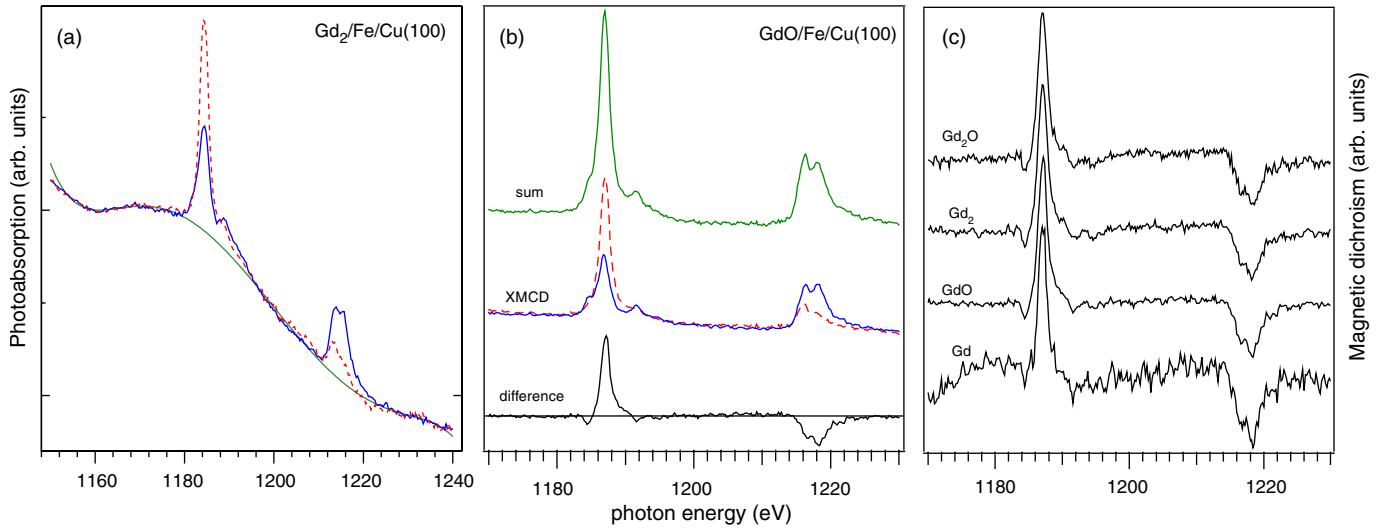 (a)
Gd2/Fe/Cu(100)
Photoabsorption (arb. units)
1160
1180
1200
1220
1240
(b)
GdO/Fe/Cu(100)
sum
XMCD
difference
1180
1200
1220
photon energy (eV)
(c)
Gd2O
Gd2
GdO
Gd
1180
1200
1220
Magnetic dichroism (arb. units)